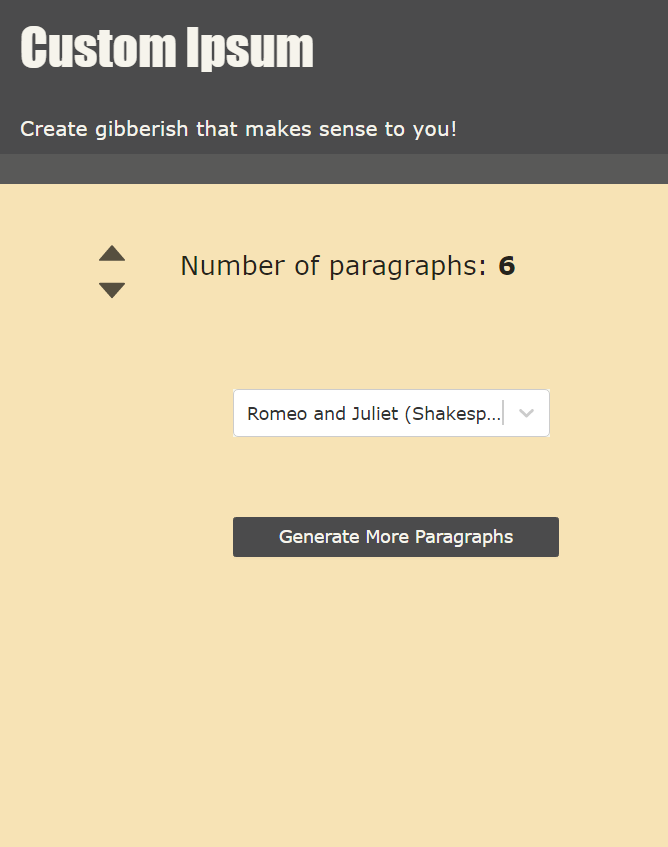 Custom Ipsum
Create gibberish that makes sense to you!
Number of paragraphs: 6
Romeo and Juliet (Shakesp...
Generate More Paragraphs